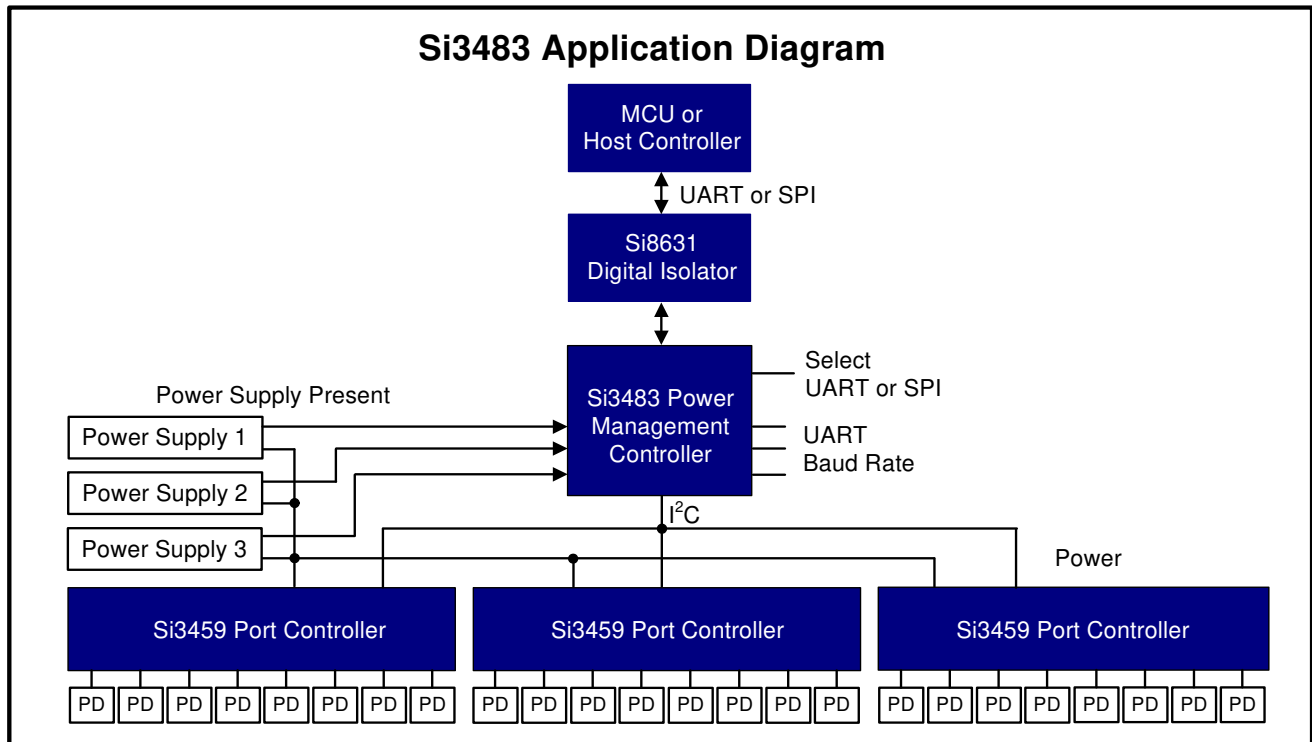 Si3483 Application Diagram
MCU or
Host Controller
UART or SPI
Si8631
Digital Isolator
Select
UART or SPI
Si3483 Power
Management
Controller
Power Supply Present
Power Supply 1
UART
Baud Rate
Power Supply 2
Power Supply 3
I²C
Power
Si3459 Port Controller
Si3459 Port Controller
Si3459 Port Controller
PD PD PD PD PD PD PD PD
PD PD PD PD PD PD PD PD
PD PD PD PD PD PD PD PD